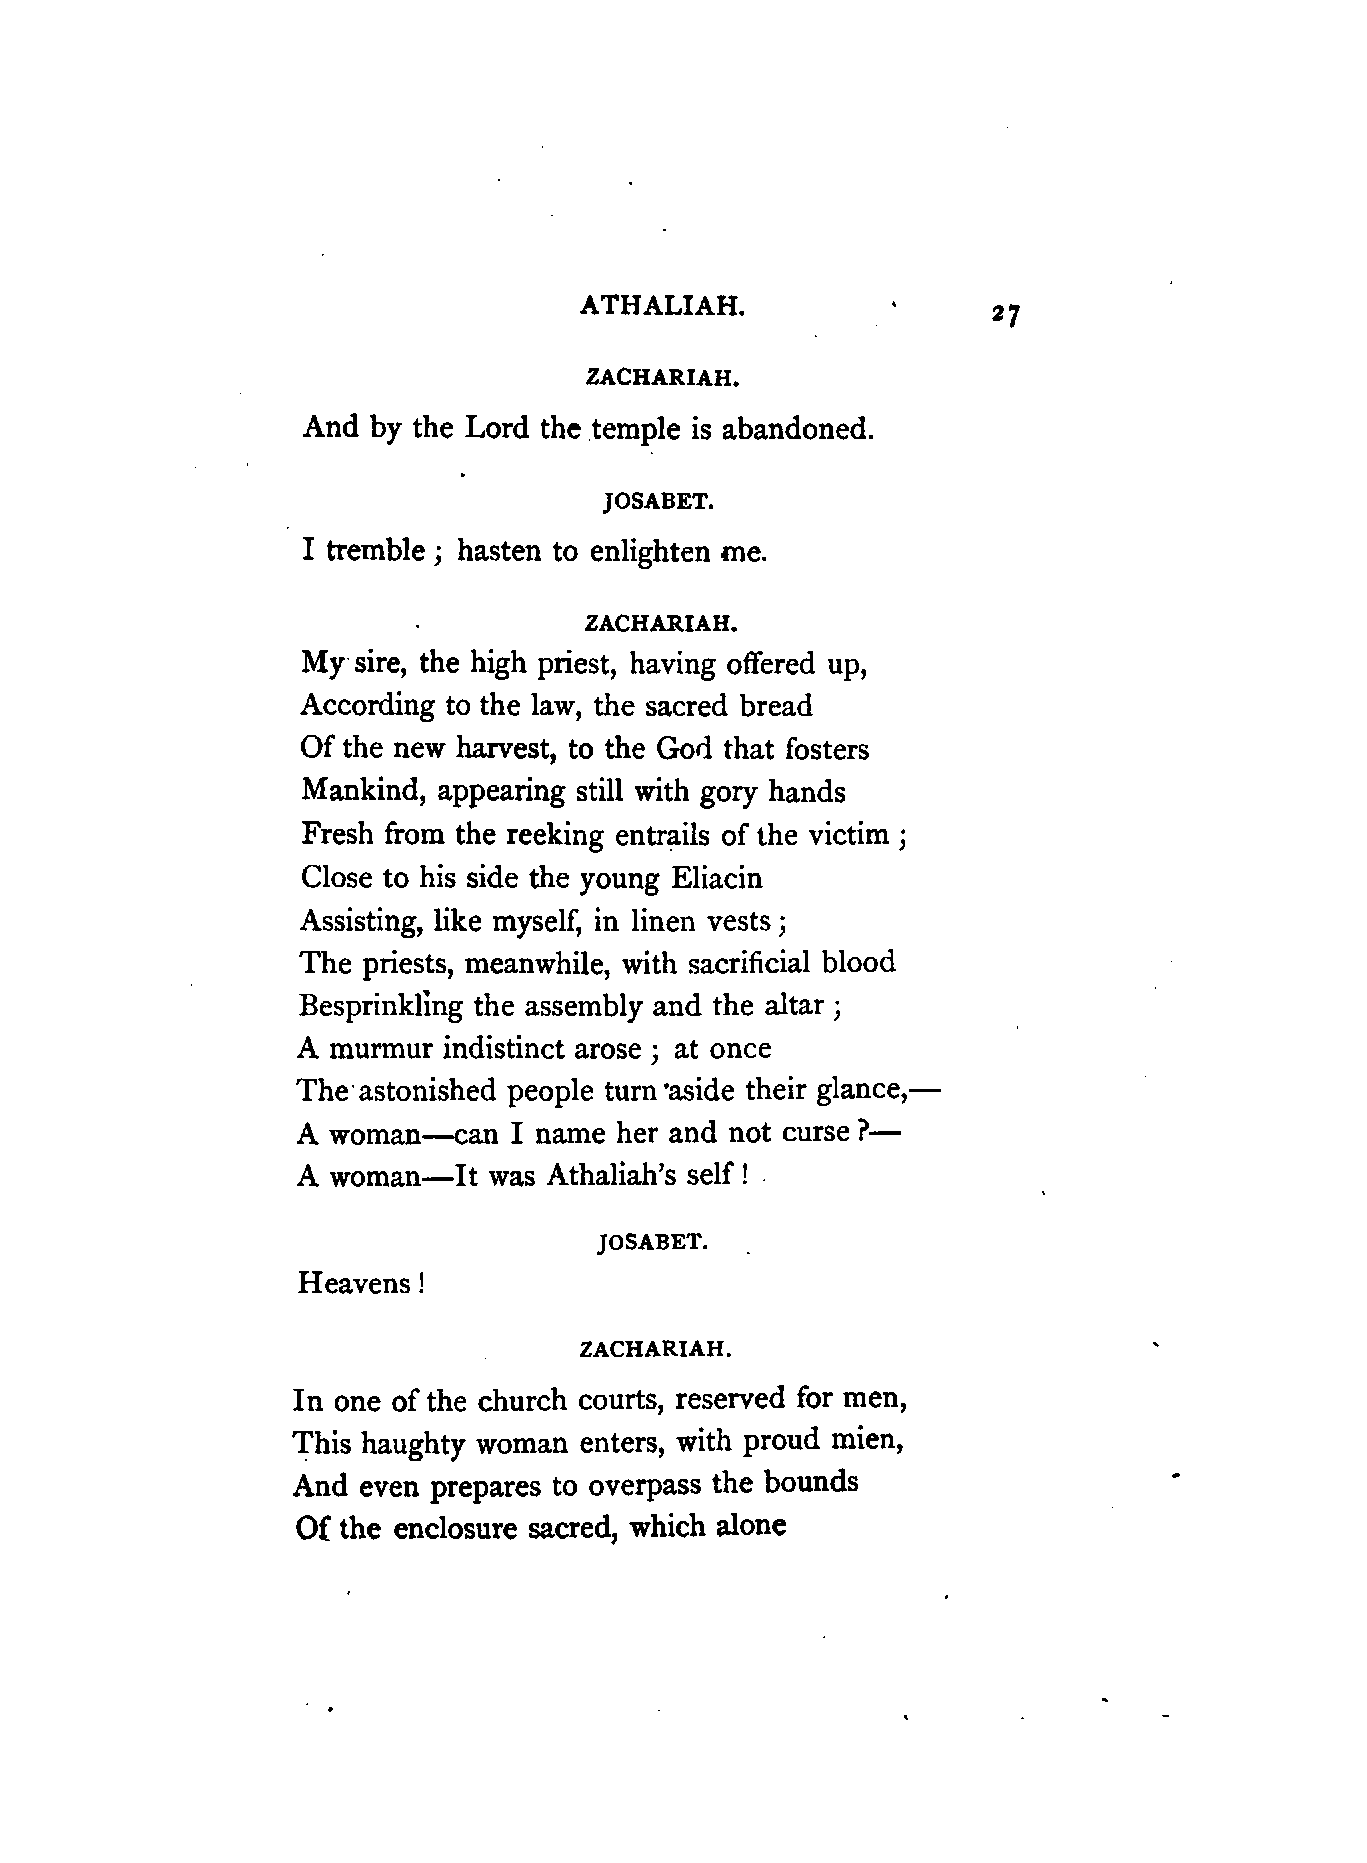 ATHALIAH. 27
ZACHARIAH.
And by the Lord the temple is abandoned.
JOSABET.
I tremble ; hasten to enlighten me.
ZACHARIAH.
My sire, the high priest, having offered up,
According to the law, the sacred bread
Of the new harvest, to the God that fosters
Mankind, appearing still with gory hands
Fresh from the reeking entrails of the victim ;
Close to his side the young Eliacin
Assisting, like myself, in linen vests ;
The priests, meanwhile, with sacrificial blood
Besprinkling the assembly and the altar ;
A murmur indistinct arose ; at once
The astonished people turn aside their glance,—
A woman—can I name her and not curse ?—
A woman—It was Athaliah's self !
JOSABET.
Heavens !
ZACHARIAH.
In one of the church courts, reserved for men,
This haughty woman enters, with proud mien,
And even prepares to overpass the bounds
Of the enclosure sacred, which alone